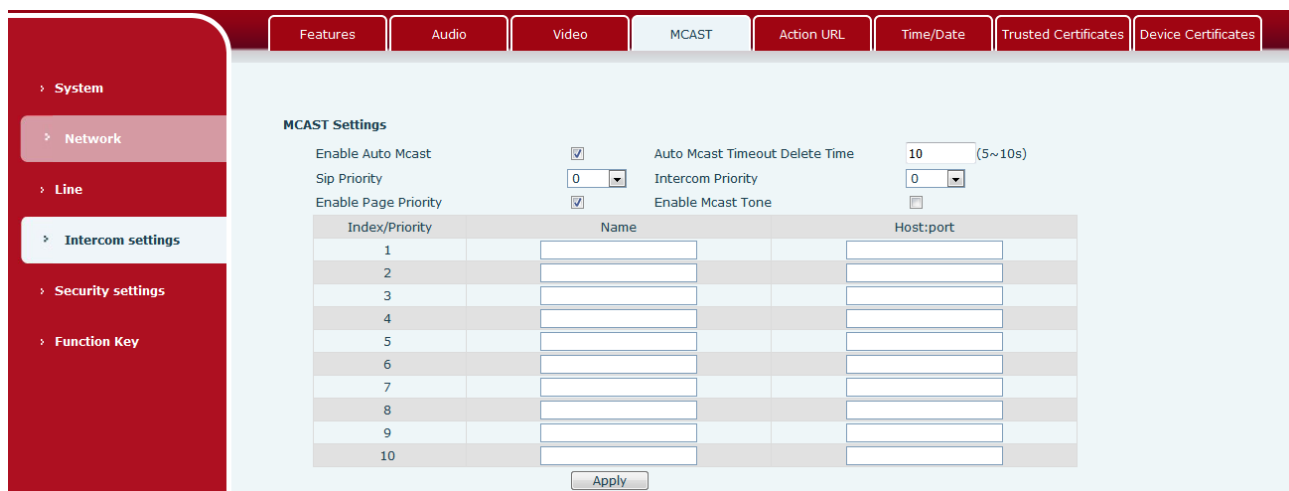 Features Audio Video MCAST Action URL Time/Date Trusted Certificates Device Certificates
› System
› Network
› Line
› Intercom settings
› Security settings
› Function Key
MCAST Settings
Enable Auto Mcast Auto Mcast Timeout Delete Time 10 (5~10s)
Sip Priority 0 Intercom Priority 0
Enable Page Priority Enable Mcast Tone
Index/Priority Name Host:port
1
2
3
4
5
6
7
8
9
10
Apply